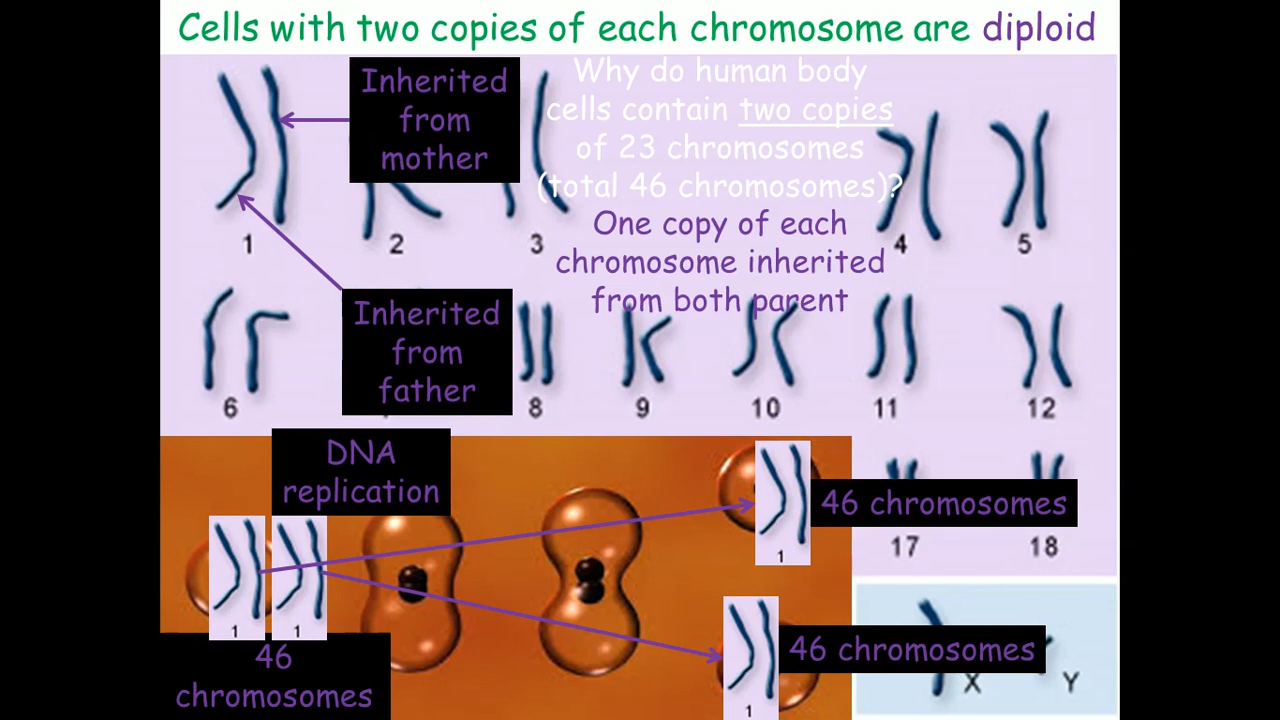 Cells with two copies of each chromosome are diploid
Inherited
from
mother
Why do human body
cells contain two copies
of 23 chromosomes
(total 46 chromosomes)?
One copy of each
chromosome inherited
from both parent
1
2
3
4
5
Inherited
from
father
6
8
9
10
11
12
DNA
replication
46 chromosomes
1
17
18
1
1
46
chromosomes
46 chromosomes
1
X
Y